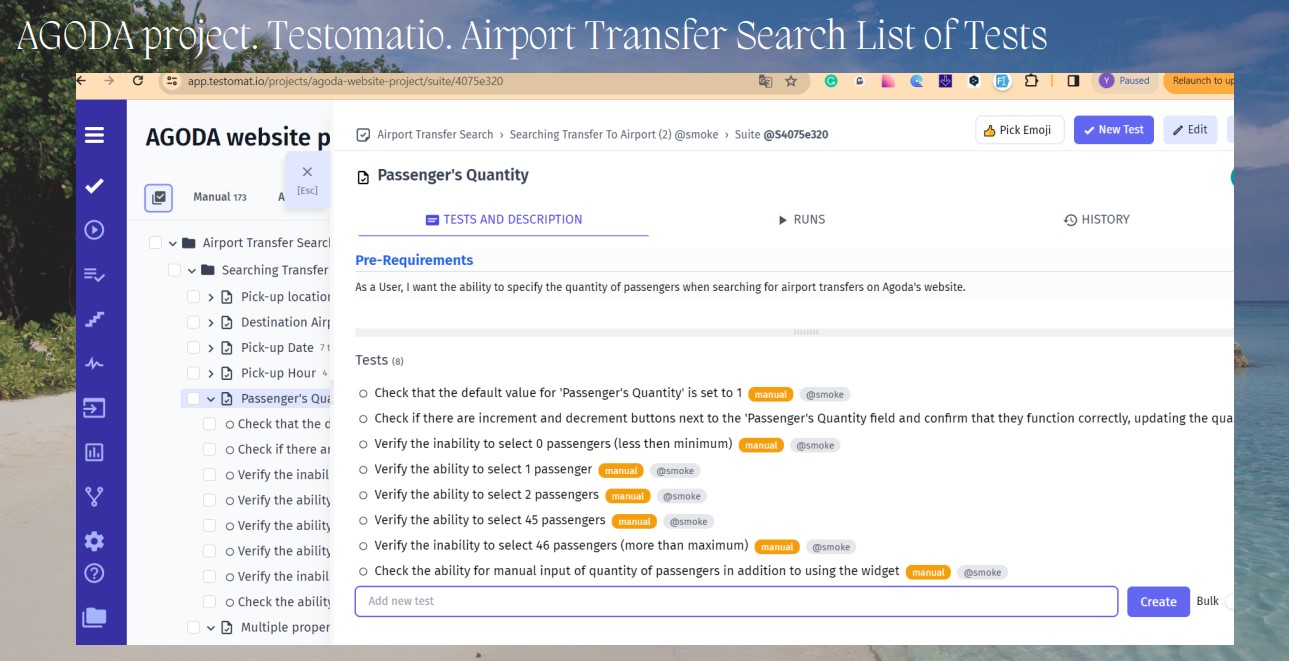 AGODA project. Testomatio. Airport Transfer Search List of Tests
app.testomat.io/projects/agoda-website-project/suite/4075e320
Y Paused
Relaunch to up
AGODA website p
[Esc]
Manual 173 A
Airport Transfer Searc
Searching Transfer
Pick-up location
Destination Airp
Pick-up Date 7 t
Pick-up Hour 4
Passenger's Qua
Check that the d
Check if there ar
Verify the inabil
Verify the ability
Verify the ability
Verify the ability
Verify the inabil
Check the ability
Multiple proper
Airport Transfer Search › Searching Transfer To Airport (2) @smoke › Suite @S4075e320
Pick Emoji
New Test
Edit
Passenger's Quantity
TESTS AND DESCRIPTION
RUNS
HISTORY
Pre-Requirements
As a User, I want the ability to specify the quantity of passengers when searching for airport transfers on Agoda's website.
Tests (8)
Check that the default value for 'Passenger's Quantity' is set to 1 manual @smoke
Check if there are increment and decrement buttons next to the 'Passenger's Quantity field and confirm that they function correctly, updating the qua
Verify the inability to select 0 passengers (less then minimum) manual @smoke
Verify the ability to select 1 passenger manual @smoke
Verify the ability to select 2 passengers manual @smoke
Verify the ability to select 45 passengers manual @smoke
Verify the inability to select 46 passengers (more than maximum) manual @smoke
Check the ability for manual input of quantity of passengers in addition to using the widget manual @smoke
Add new test
Create
Bulk